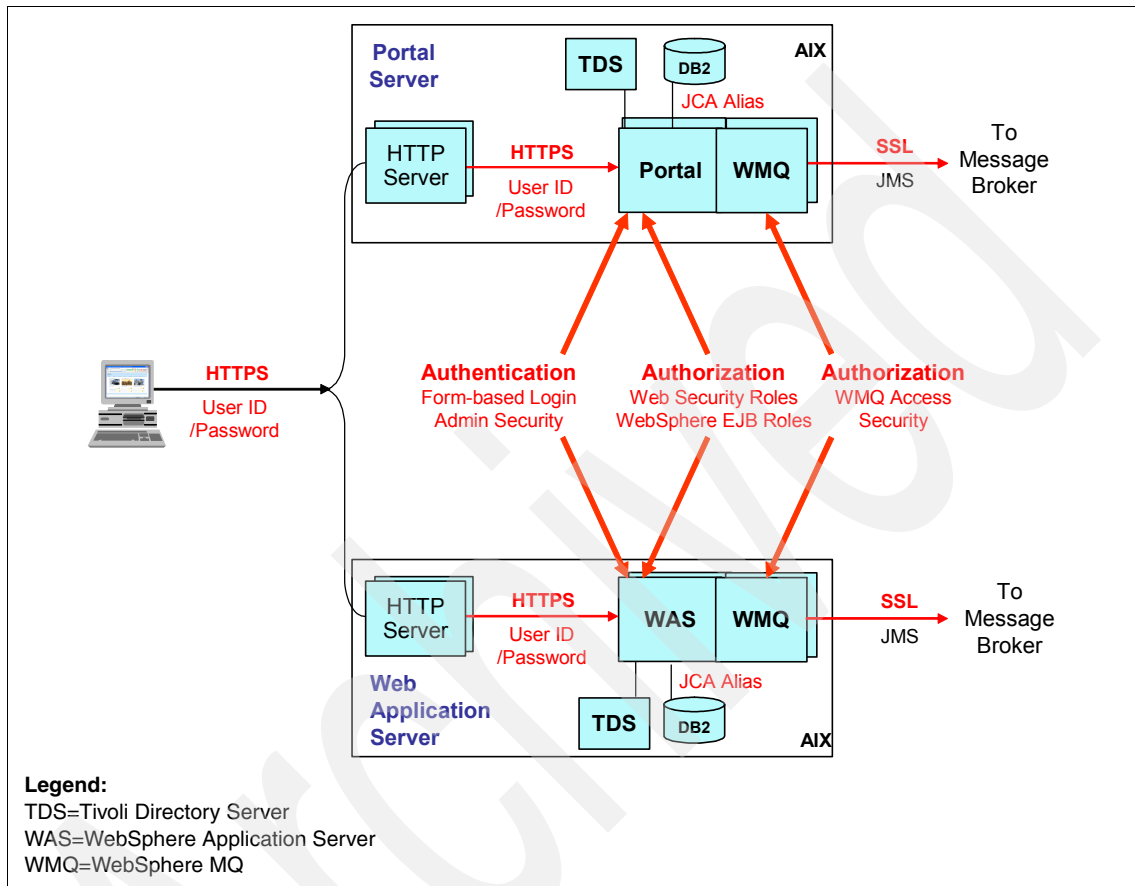 Portal
Server
AIX
TDS
DB2
JCA Alias
HTTP
Server
HTTPS
User ID
/Password
Portal
WMQ
SSL
JMS
To
Message
Broker
HTTPS
User ID
/Password
Authentication
Form-based Login
Admin Security
Authorization
Web Security Roles
WebSphere EJB Roles
Authorization
WMQ Access
Security
HTTP
Server
HTTPS
User ID
/Password
WAS
WMQ
SSL
JMS
To
Message
Broker
JCA Alias
TDS
DB2
Web
Application
Server
AIX
Legend:
TDS=Tivoli Directory Server
WAS=WebSphere Application Server
WMQ=WebSphere MQ
Archived